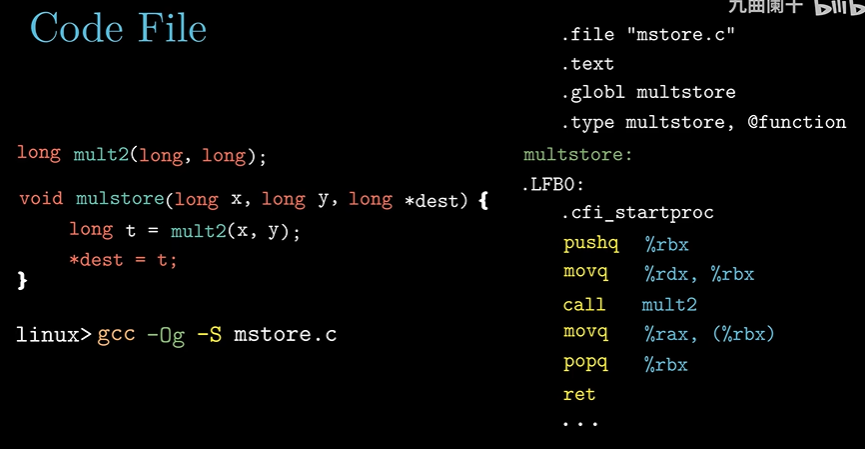 九曲阑干
Code File
long mult2(long, long);
void mulstore(long x, long y, long *dest) {
long t = mult2(x, y);
*dest = t;
}
linux> gcc -Og -S mstore.c
.file "mstore.c"
.text
.globl multstore
.type multstore, @function
multstore:
.LFB0:
.cfi_startproc
pushq %rbx
movq %rdx, %rbx
call mult2
movq %rax, (%rbx)
popq %rbx
ret
...